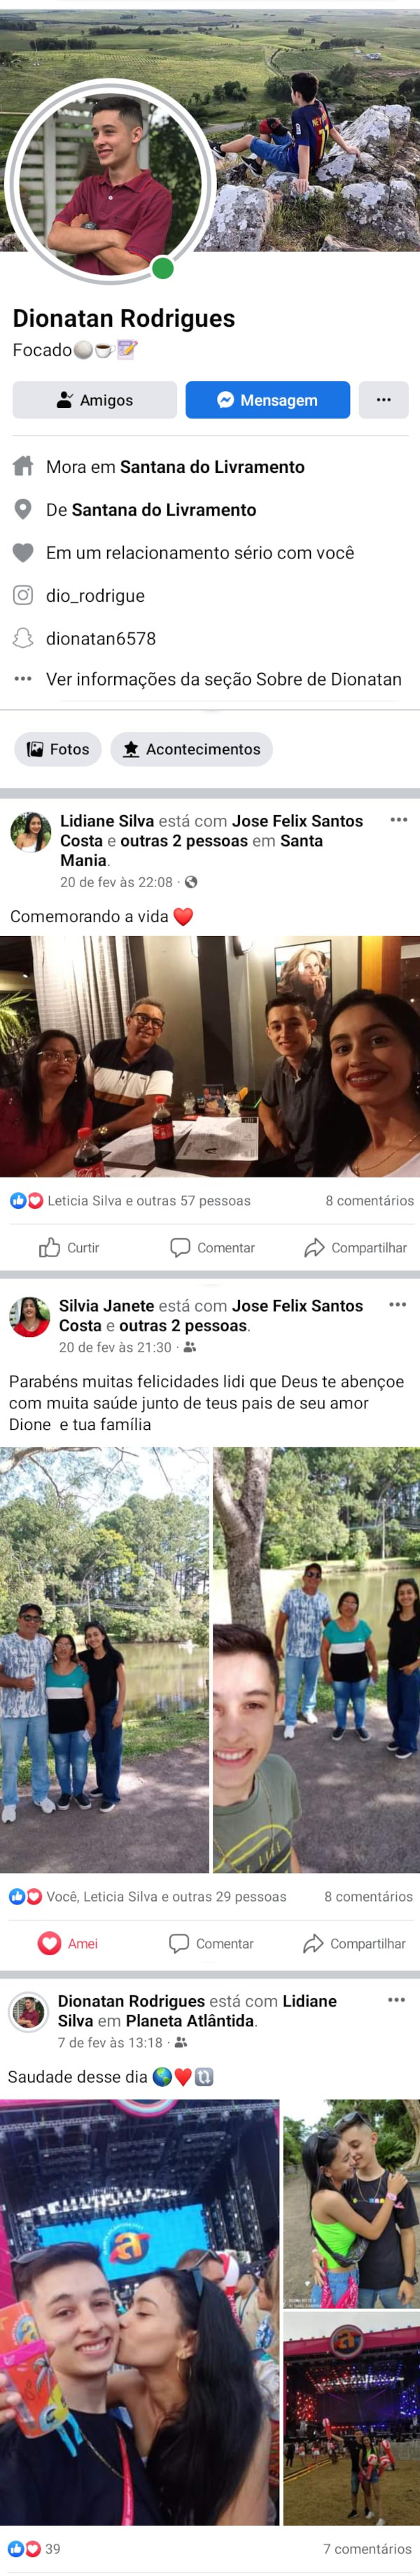 Dionatan Rodrigues
Focado
Amigos
Mensagem
Mora em Santana do Livramento
De Santana do Livramento
Em um relacionamento sério com você
dio_rodrigue
dionatan6578
Ver informações da seção Sobre de Dionatan
Fotos
Acontecimentos
Lidiane Silva está com Jose Felix Santos
Costa e outras 2 pessoas em Santa
Mania.
20 de fev às 22:08 ·
Comemorando a vida
Leticia Silva e outras 57 pessoas
8 comentários
Curtir
Comentar
Compartilhar
Silvia Janete está com Jose Felix Santos
Costa e outras 2 pessoas.
20 de fev às 21:30 ·
Parabéns muitas felicidades lidi que Deus te abençoe
com muita saúde junto de teus pais de seu amor
Dione e tua família
Você, Leticia Silva e outras 29 pessoas
8 comentários
Amei
Comentar
Compartilhar
Dionatan Rodrigues está com Lidiane
Silva em Planeta Atlântida.
7 de fev às 13:18 ·
Saudade desse dia
39
7 comentários